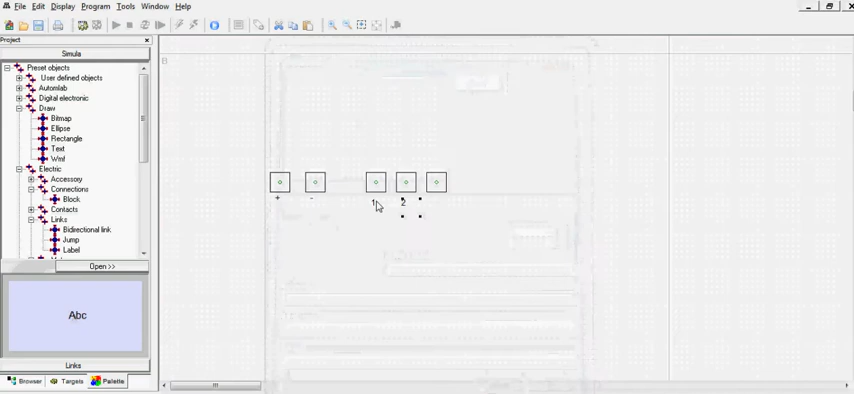 File Edit Display Program Tools Window Help
Project
Simula
Preset objects
User defined objects
Automlab
Digital electronic
Draw
Bitmap
Ellipse
Rectangle
Text
Wmf
Electric
Accessory
Connections
Block
Contacts
Links
Bidirectional link
Jump
Label
Open >>
Abc
Links
Browser Targets Palette
+ - 1 2